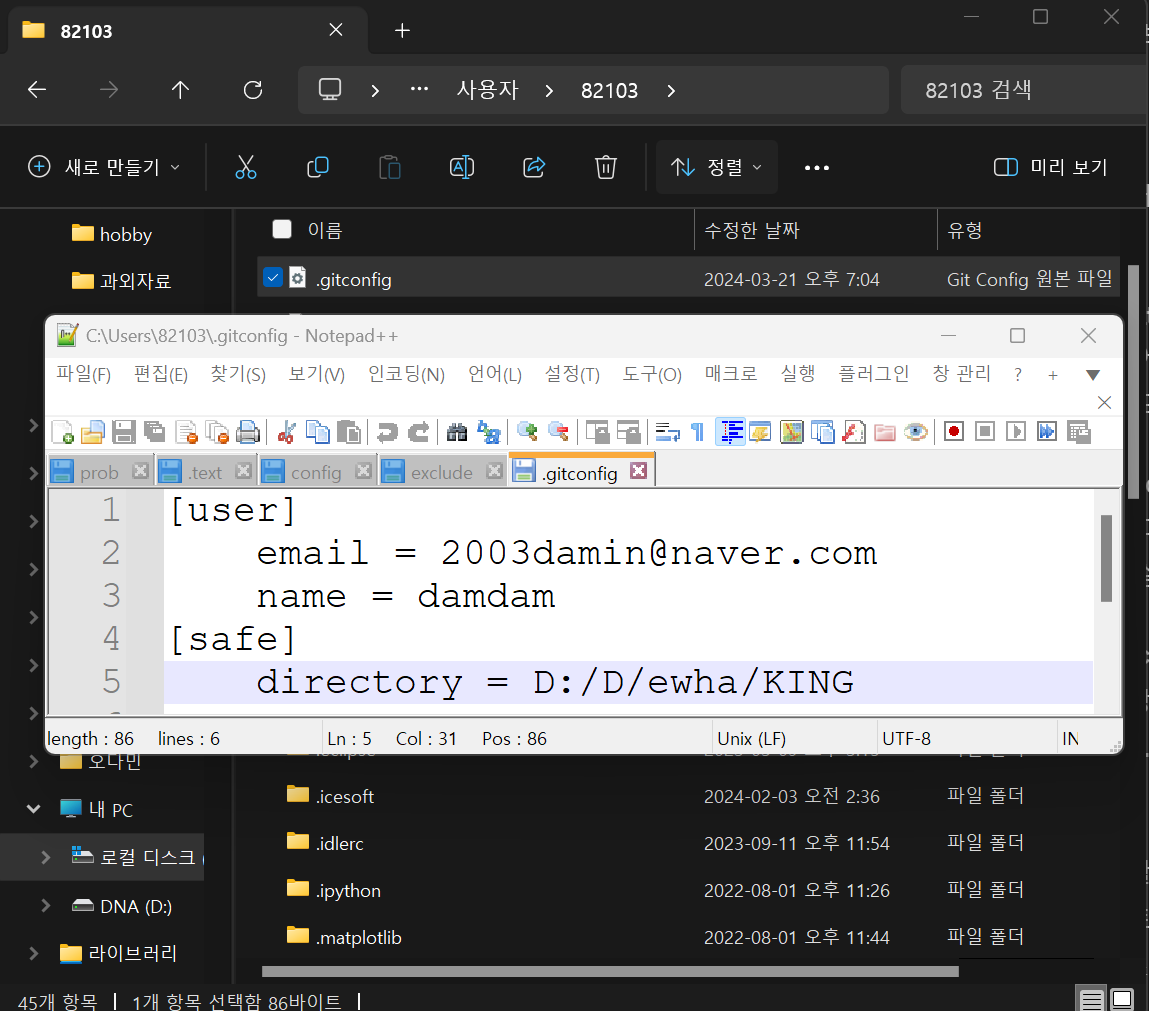 82103
사용자 82103 82103 검색
새로 만들기 정렬 미리 보기
hobby
과외자료
이름 수정한 날짜 유형
.gitconfig 2024-03-21 오후 7:04 Git Config 원본 파일
C:\Users\82103\.gitconfig - Notepad++
파일(F) 편집(E) 찾기(S) 보기(V) 인코딩(N) 언어(L) 설정(T) 도구(O) 매크로 실행 플러그인 창 관리 ? +
prob .text config exclude .gitconfig
1 [user]
2 email = 2003damin@naver.com
3 name = damdam
4 [safe]
5 directory = D:/D/ewha/KING
length : 86 lines : 6 Ln : 5 Col : 31 Pos : 86 Unix (LF) UTF-8 IN
오다민
내 PC
로컬 디스크 (
DNA (D:)
라이브러리
.icesoft 2024-02-03 오전 2:36 파일 폴더
.idlerc 2023-09-11 오후 11:54 파일 폴더
.ipython 2022-08-01 오후 11:26 파일 폴더
.matplotlib 2022-08-01 오후 11:44 파일 폴더
45개 항목 1개 항목 선택함 86바이트